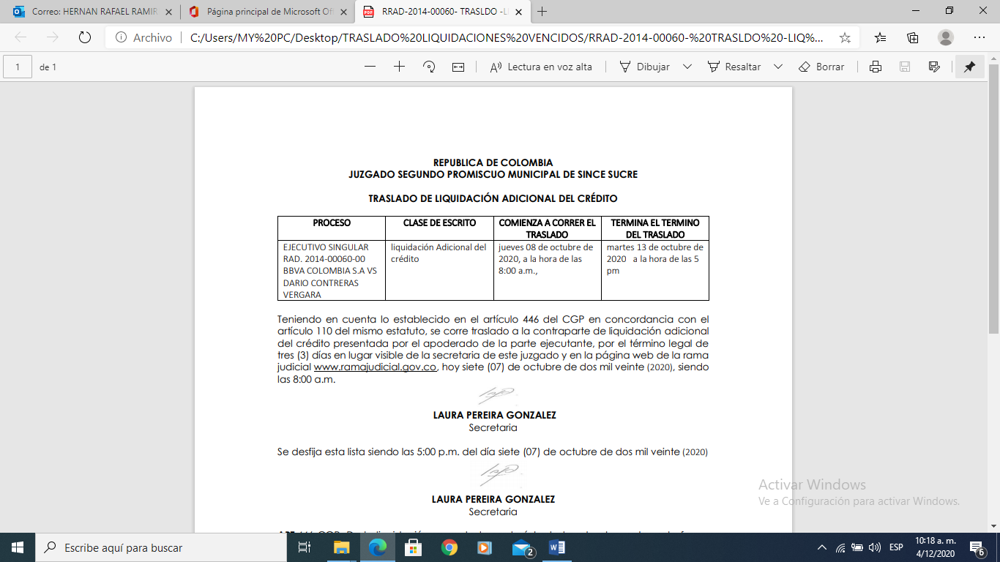 Correo: HERNAN RAFAEL RAMIR
Página principal de Microsoft Ofi
RRAD-2014-00060- TRASLDO -L
Archivo
C:/Users/MY%20PC/Desktop/TRASLADO%20LIQUIDACIONES%20VENCIDOS/RRAD-2014-00060-%20TRASLDO%20-LIQ%...
1 de 1
Lectura en voz alta
Dibujar
Resaltar
Borrar
REPUBLICA DE COLOMBIA
JUZGADO SEGUNDO PROMISCUO MUNICIPAL DE SINCE SUCRE
TRASLADO DE LIQUIDACIÓN ADICIONAL DEL CRÉDITO
PROCESO
CLASE DE ESCRITO
COMIENZA A CORRER EL
TRASLADO
TERMINA EL TERMINO
DEL TRASLADO
EJECUTIVO SINGULAR
RAD. 2014-00060-00
BBVA COLOMBIA S.A VS
DARIO CONTRERAS
VERGARA
liquidación Adicional del
crédito
jueves 08 de octubre de
2020, a la hora de las
8:00 a.m.,
martes 13 de octubre de
2020 a la hora de las 5
pm
Teniendo en cuenta lo establecido en el artículo 446 del CGP en concordancia con el
artículo 110 del mismo estatuto, se corre traslado a la contraparte de liquidación adicional
del crédito presentada por el apoderado de la parte ejecutante, por el término legal de
tres (3) días en lugar visible de la secretaria de este juzgado y en la página web de la rama
judicial www.ramajudicial.gov.co, hoy siete (07) de octubre de dos mil veinte (2020), siendo
las 8:00 a.m.
LAURA PEREIRA GONZALEZ
Secretaria
Se desfija esta lista siendo las 5:00 p.m. del día siete (07) de octubre de dos mil veinte (2020)
LAURA PEREIRA GONZALEZ
Secretaria
Activar Windows
Ve a Configuración para activar Windows.
Escribe aquí para buscar
2
ESP
10:18 a. m.
4/12/2020
6